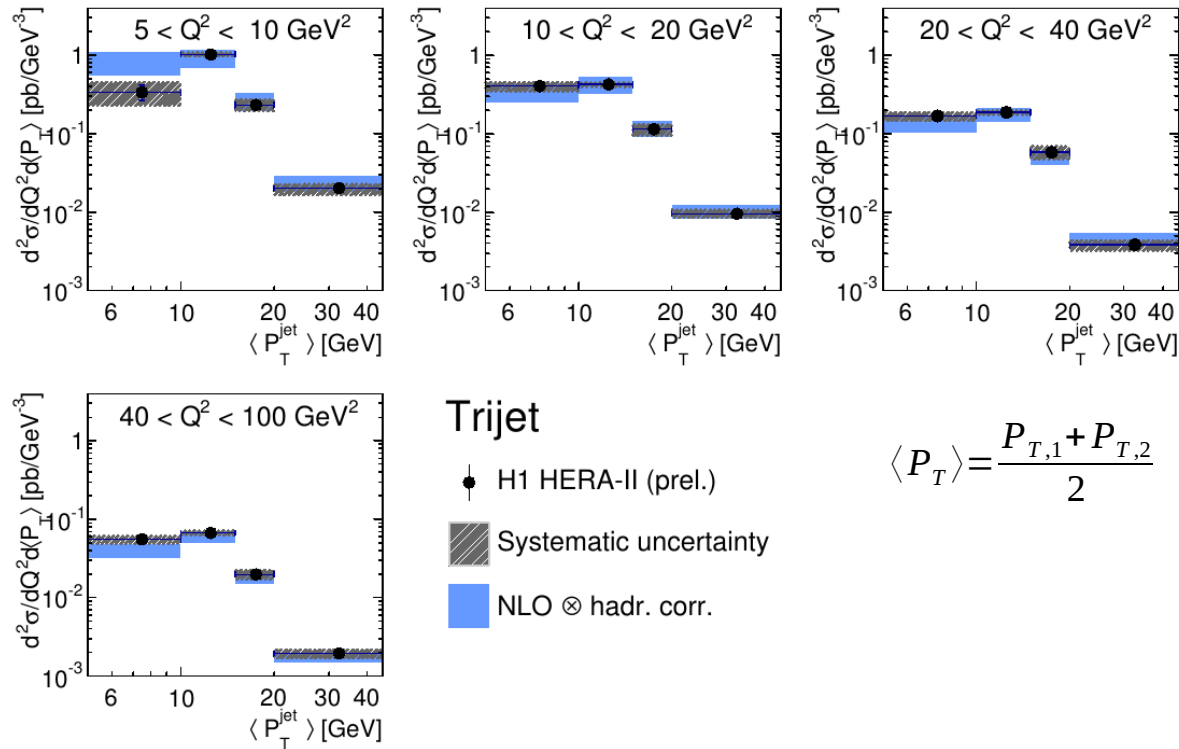 5 < Q² < 10 GeV²
d²σ/dQ²d⟨P_T⟩ [pb/GeV⁻³]
1
10⁻¹
10⁻²
10⁻³
6 10 20 30 40
⟨ P_T^jet ⟩ [GeV]
10 < Q² < 20 GeV²
d²σ/dQ²d⟨P_T⟩ [pb/GeV⁻³]
1
10⁻¹
10⁻²
10⁻³
6 10 20 30 40
⟨ P_T^jet ⟩ [GeV]
20 < Q² < 40 GeV²
d²σ/dQ²d⟨P_T⟩ [pb/GeV⁻³]
1
10⁻¹
10⁻²
10⁻³
6 10 20 30 40
⟨ P_T^jet ⟩ [GeV]
40 < Q² < 100 GeV²
d²σ/dQ²d⟨P_T⟩ [pb/GeV⁻³]
1
10⁻¹
10⁻²
10⁻³
6 10 20 30 40
⟨ P_T^jet ⟩ [GeV]
Trijet
H1 HERA-II (prel.)
Systematic uncertainty
NLO ⊗ hadr. corr.
⟨P_T⟩=(P_T,1+P_T,2)/2